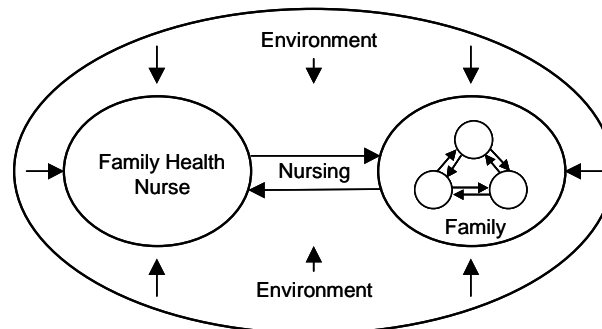 Environment
Family Health
Nurse
Nursing
Family
Environment